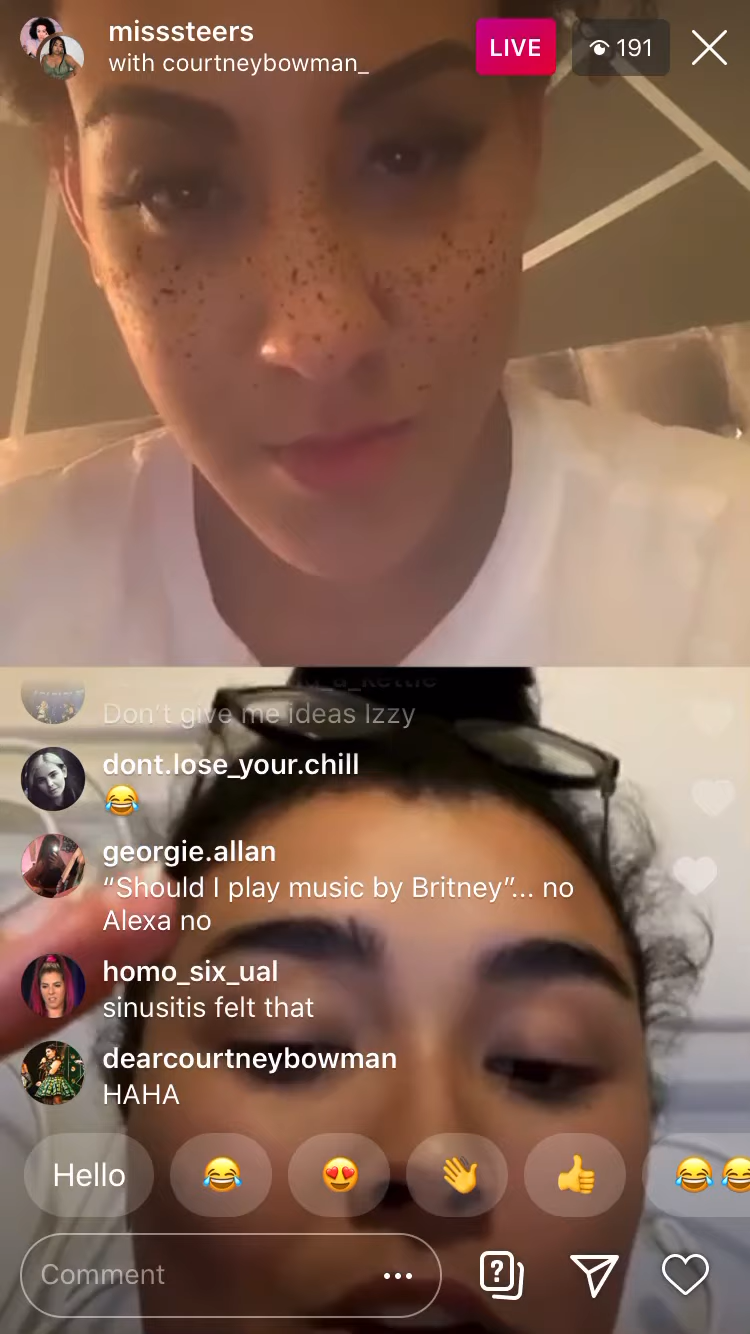 misssteers
with courtneybowman_
LIVE
191
Don't give me ideas Izzy
dont.lose_your.chill
georgie.allan
“Should I play music by Britney”... no
Alexa no
homo_six_ual
sinusitis felt that
dearcourtneybowman
HAHA
Hello
Comment